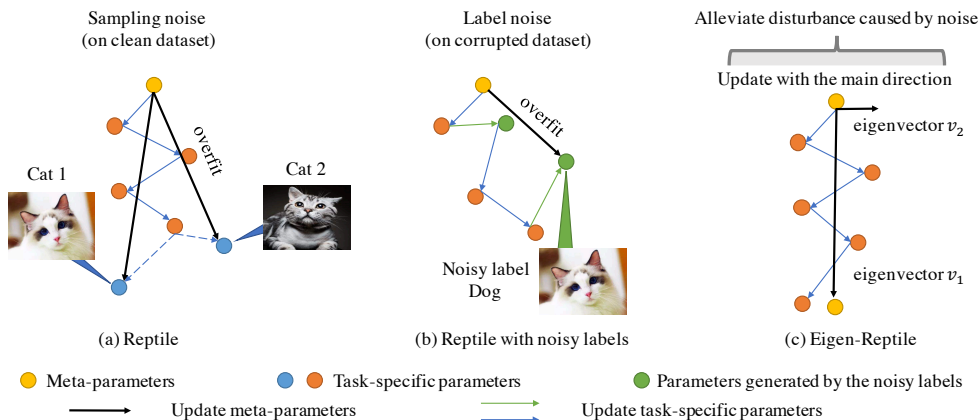 Sampling noise
(on clean dataset)
overfit
Cat 1
Cat 2
(a) Reptile
Label noise
(on corrupted dataset)
overfit
Noisy label
Dog
(b) Reptile with noisy labels
Alleviate disturbance caused by noise
Update with the main direction
eigenvector v₂
eigenvector v₁
(c) Eigen-Reptile
Meta-parameters
Task-specific parameters
Parameters generated by the noisy labels
Update meta-parameters
Update task-specific parameters